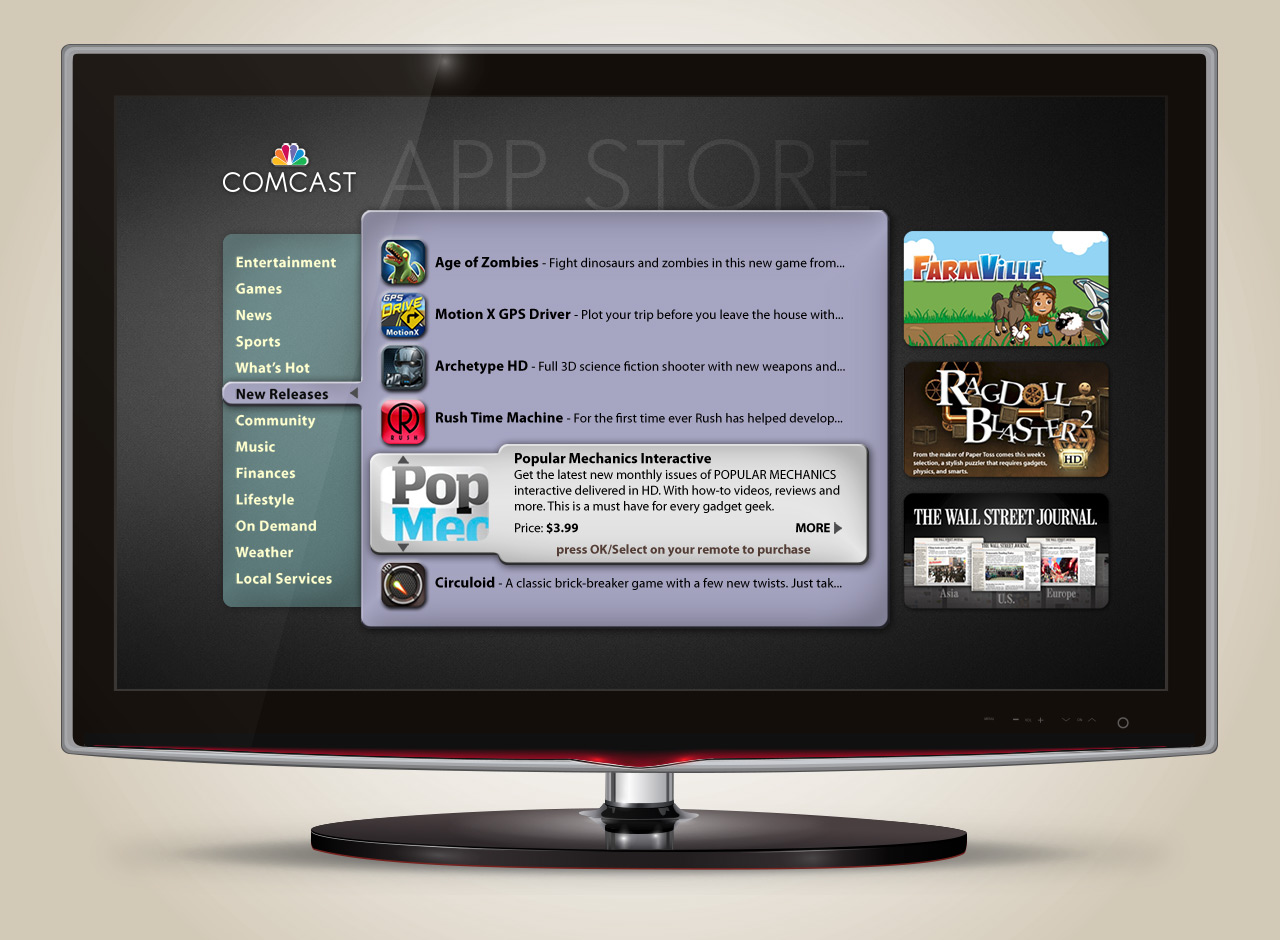 COMCAST
APP STORE
Entertainment
Games
News
Sports
What's Hot
New Releases
Community
Music
Finances
Lifestyle
On Demand
Weather
Local Services
Age of Zombies - Fight dinosaurs and zombies in this new game from...
GPS
DRIVE
MotionX
Motion X GPS Driver - Plot your trip before you leave the house with...
HD
Archetype HD - Full 3D science fiction shooter with new weapons and...
R
RUSH
Rush Time Machine - For the first time ever Rush has helped develop...
Pop
Mec
Popular Mechanics Interactive
Get the latest new monthly issues of POPULAR MECHANICS
interactive delivered in HD. With how-to videos, reviews and
more. This is a must have for every gadget geek.
Price: $3.99
MORE
press OK/Select on your remote to purchase
HD
Circuloid - A classic brick-breaker game with a few new twists. Just tak...
FARMVILLE
RAGDOLL
BLASTER 2
HD
From the maker of Paper Toss comes this week's
selection, a stylish puzzler that requires gadgets,
physics, and smarts.
THE WALL STREET JOURNAL.
Asia
U.S.
Europe